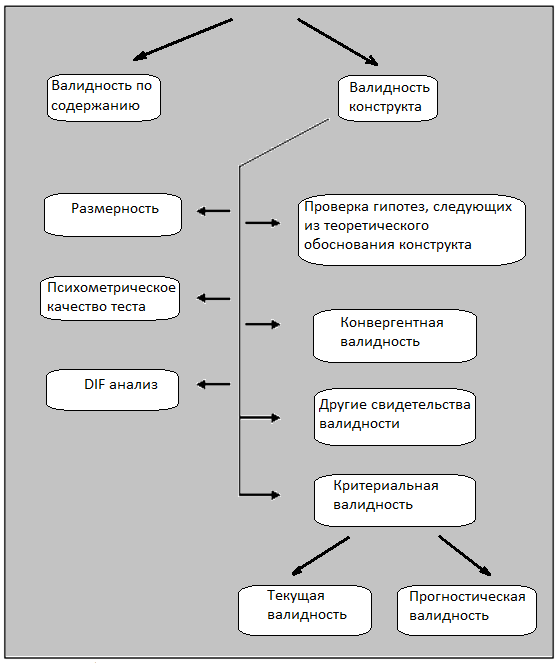 Валидность по
содержанию
Валидность
конструкта
Размерность
Проверка гипотез, следующих
из теоретического
обоснования конструкта
Психометрическое
качество теста
Конвергентная
валидность
DIF анализ
Другие свидетельства
валидности
Критериальная
валидность
Текущая
валидность
Прогностическая
валидность